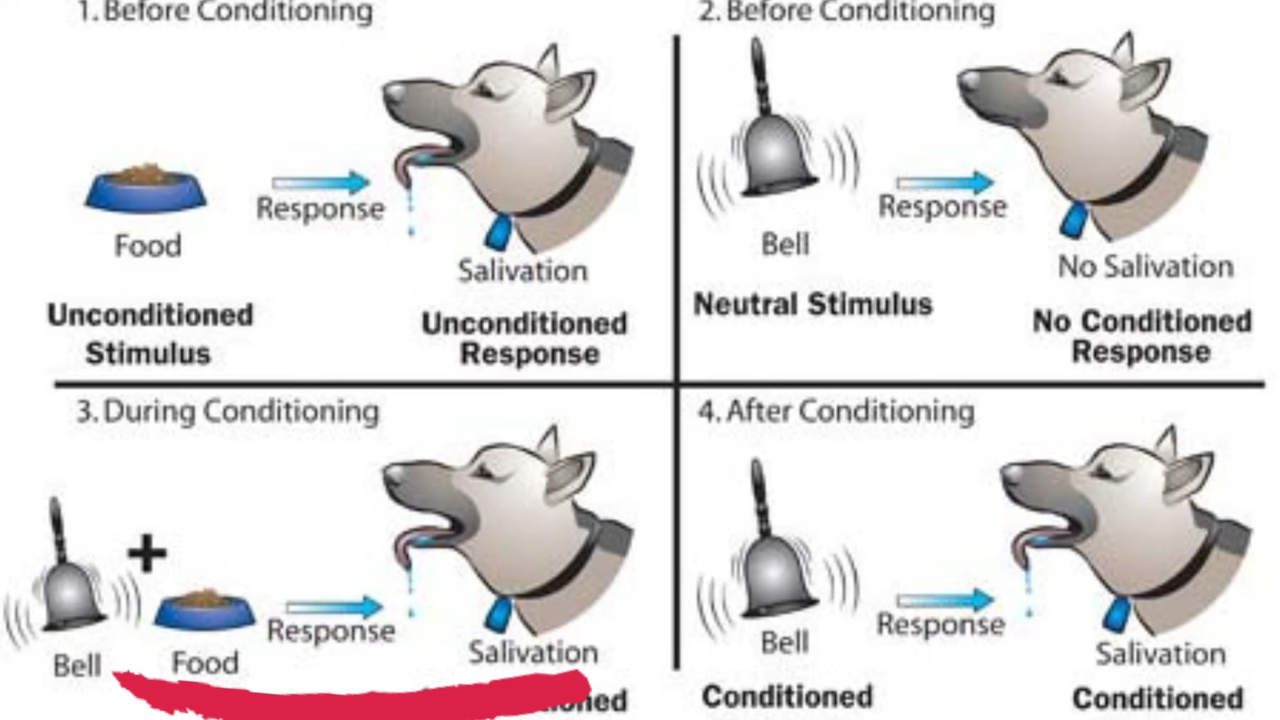 1. Before Conditioning
Food
Response
Salivation
Unconditioned
Stimulus
Unconditioned
Response
2. Before Conditioning
Bell
Response
No Salivation
Neutral Stimulus
No Conditioned
Response
3. During Conditioning
+
Bell
Food
Response
Salivation
4. After Conditioning
Bell
Response
Salivation
Conditioned
Conditioned